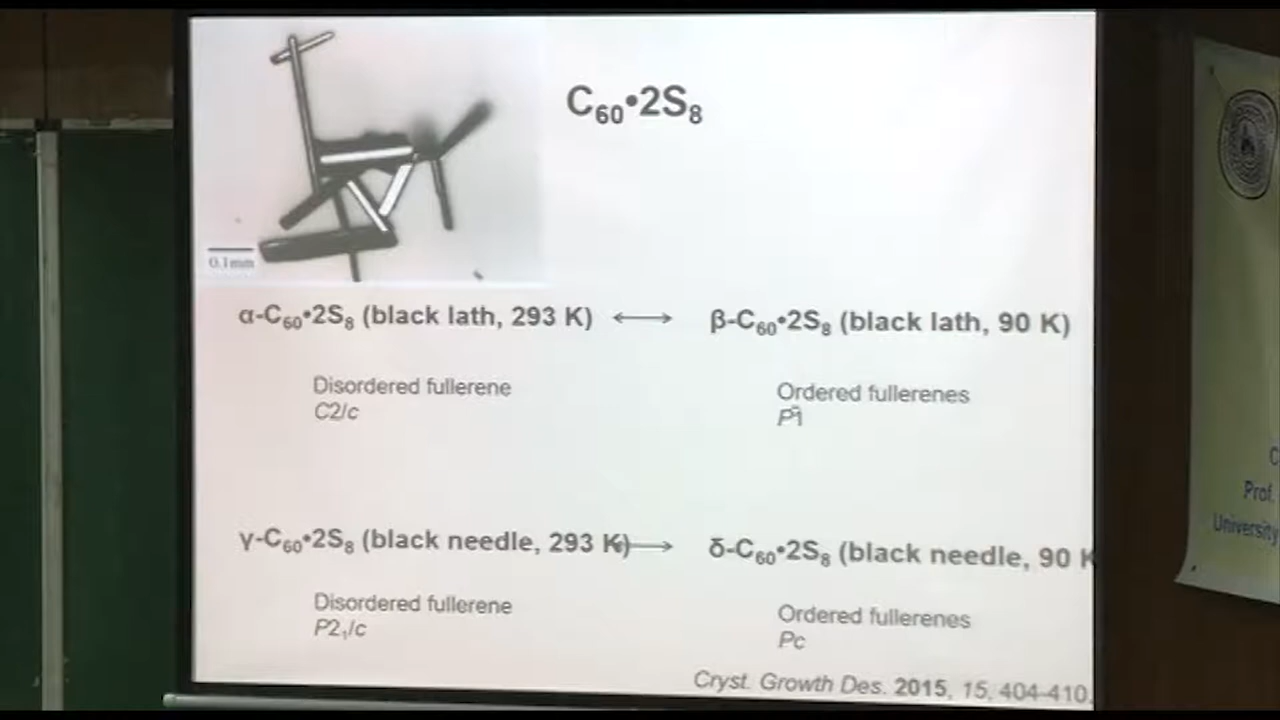 C₆₀•2S₈
0.1mm
α-C₆₀•2S₈ (black lath, 293 K) ⟷ β-C₆₀•2S₈ (black lath, 90 K)
Disordered fullerene
C2/c
Ordered fullerenes
P1̄
γ-C₆₀•2S₈ (black needle, 293 K) ⟷ δ-C₆₀•2S₈ (black needle, 90 K
Disordered fullerene
P2₁/c
Ordered fullerenes
Pc
Cryst. Growth Des. 2015, 15, 404-410.
C
Prof.
University